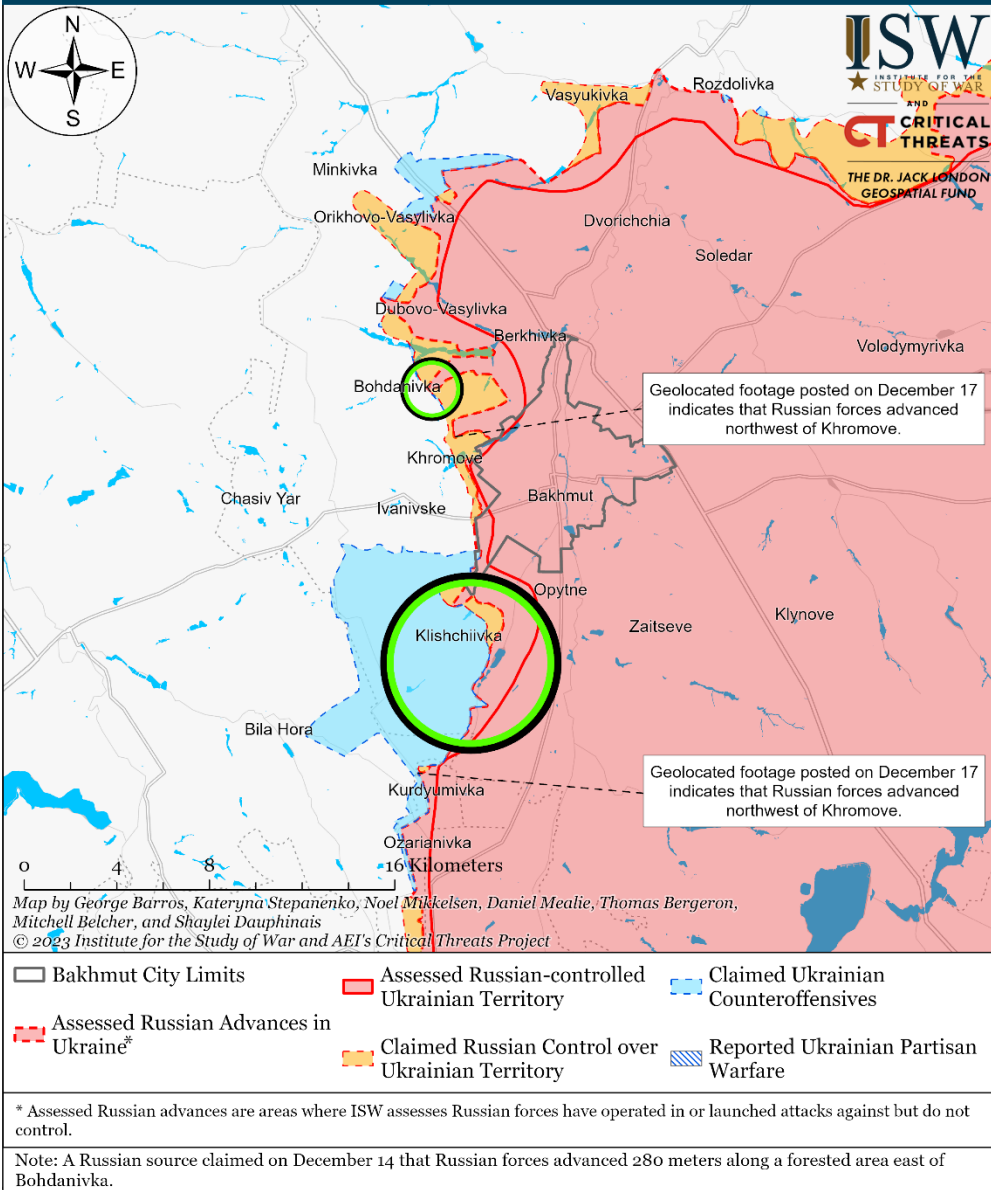 N
W E
S
ISW
INSTITUTE FOR THE
STUDY OF WAR
AND
CT CRITICAL
THREATS
THE DR. JACK LONDON
GEOSPATIAL FUND
Vasyukivka
Rozdolivka
Minkivka
Orikhovo-Vasylivka
Dvorichchia
Soledar
Dubovo-Vasylivka
Berkhivka
Volodymyrivka
Bohdanivka
Geolocated footage posted on December 17
indicates that Russian forces advanced
northwest of Khromove.
Khromove
Chasiv Yar
Bakhmut
Ivanivske
Opytne
Klynove
Zaitseve
Klishchiivka
Bila Hora
Geolocated footage posted on December 17
indicates that Russian forces advanced
northwest of Khromove.
Kurdyumivka
Ozarianivka
0 4 8 16 Kilometers
Map by George Barros, Kateryna Stepanenko, Noel Mikkelsen, Daniel Mealie, Thomas Bergeron,
Mitchell Belcher, and Shaylei Dauphinais
© 2023 Institute for the Study of War and AEI's Critical Threats Project
Bakhmut City Limits
Assessed Russian Advances in
Ukraine*
Assessed Russian-controlled
Ukrainian Territory
Claimed Russian Control over
Ukrainian Territory
Claimed Ukrainian
Counteroffensives
Reported Ukrainian Partisan
Warfare
* Assessed Russian advances are areas where ISW assesses Russian forces have operated in or launched attacks against but do not
control.
Note: A Russian source claimed on December 14 that Russian forces advanced 280 meters along a forested area east of
Bohdanivka.